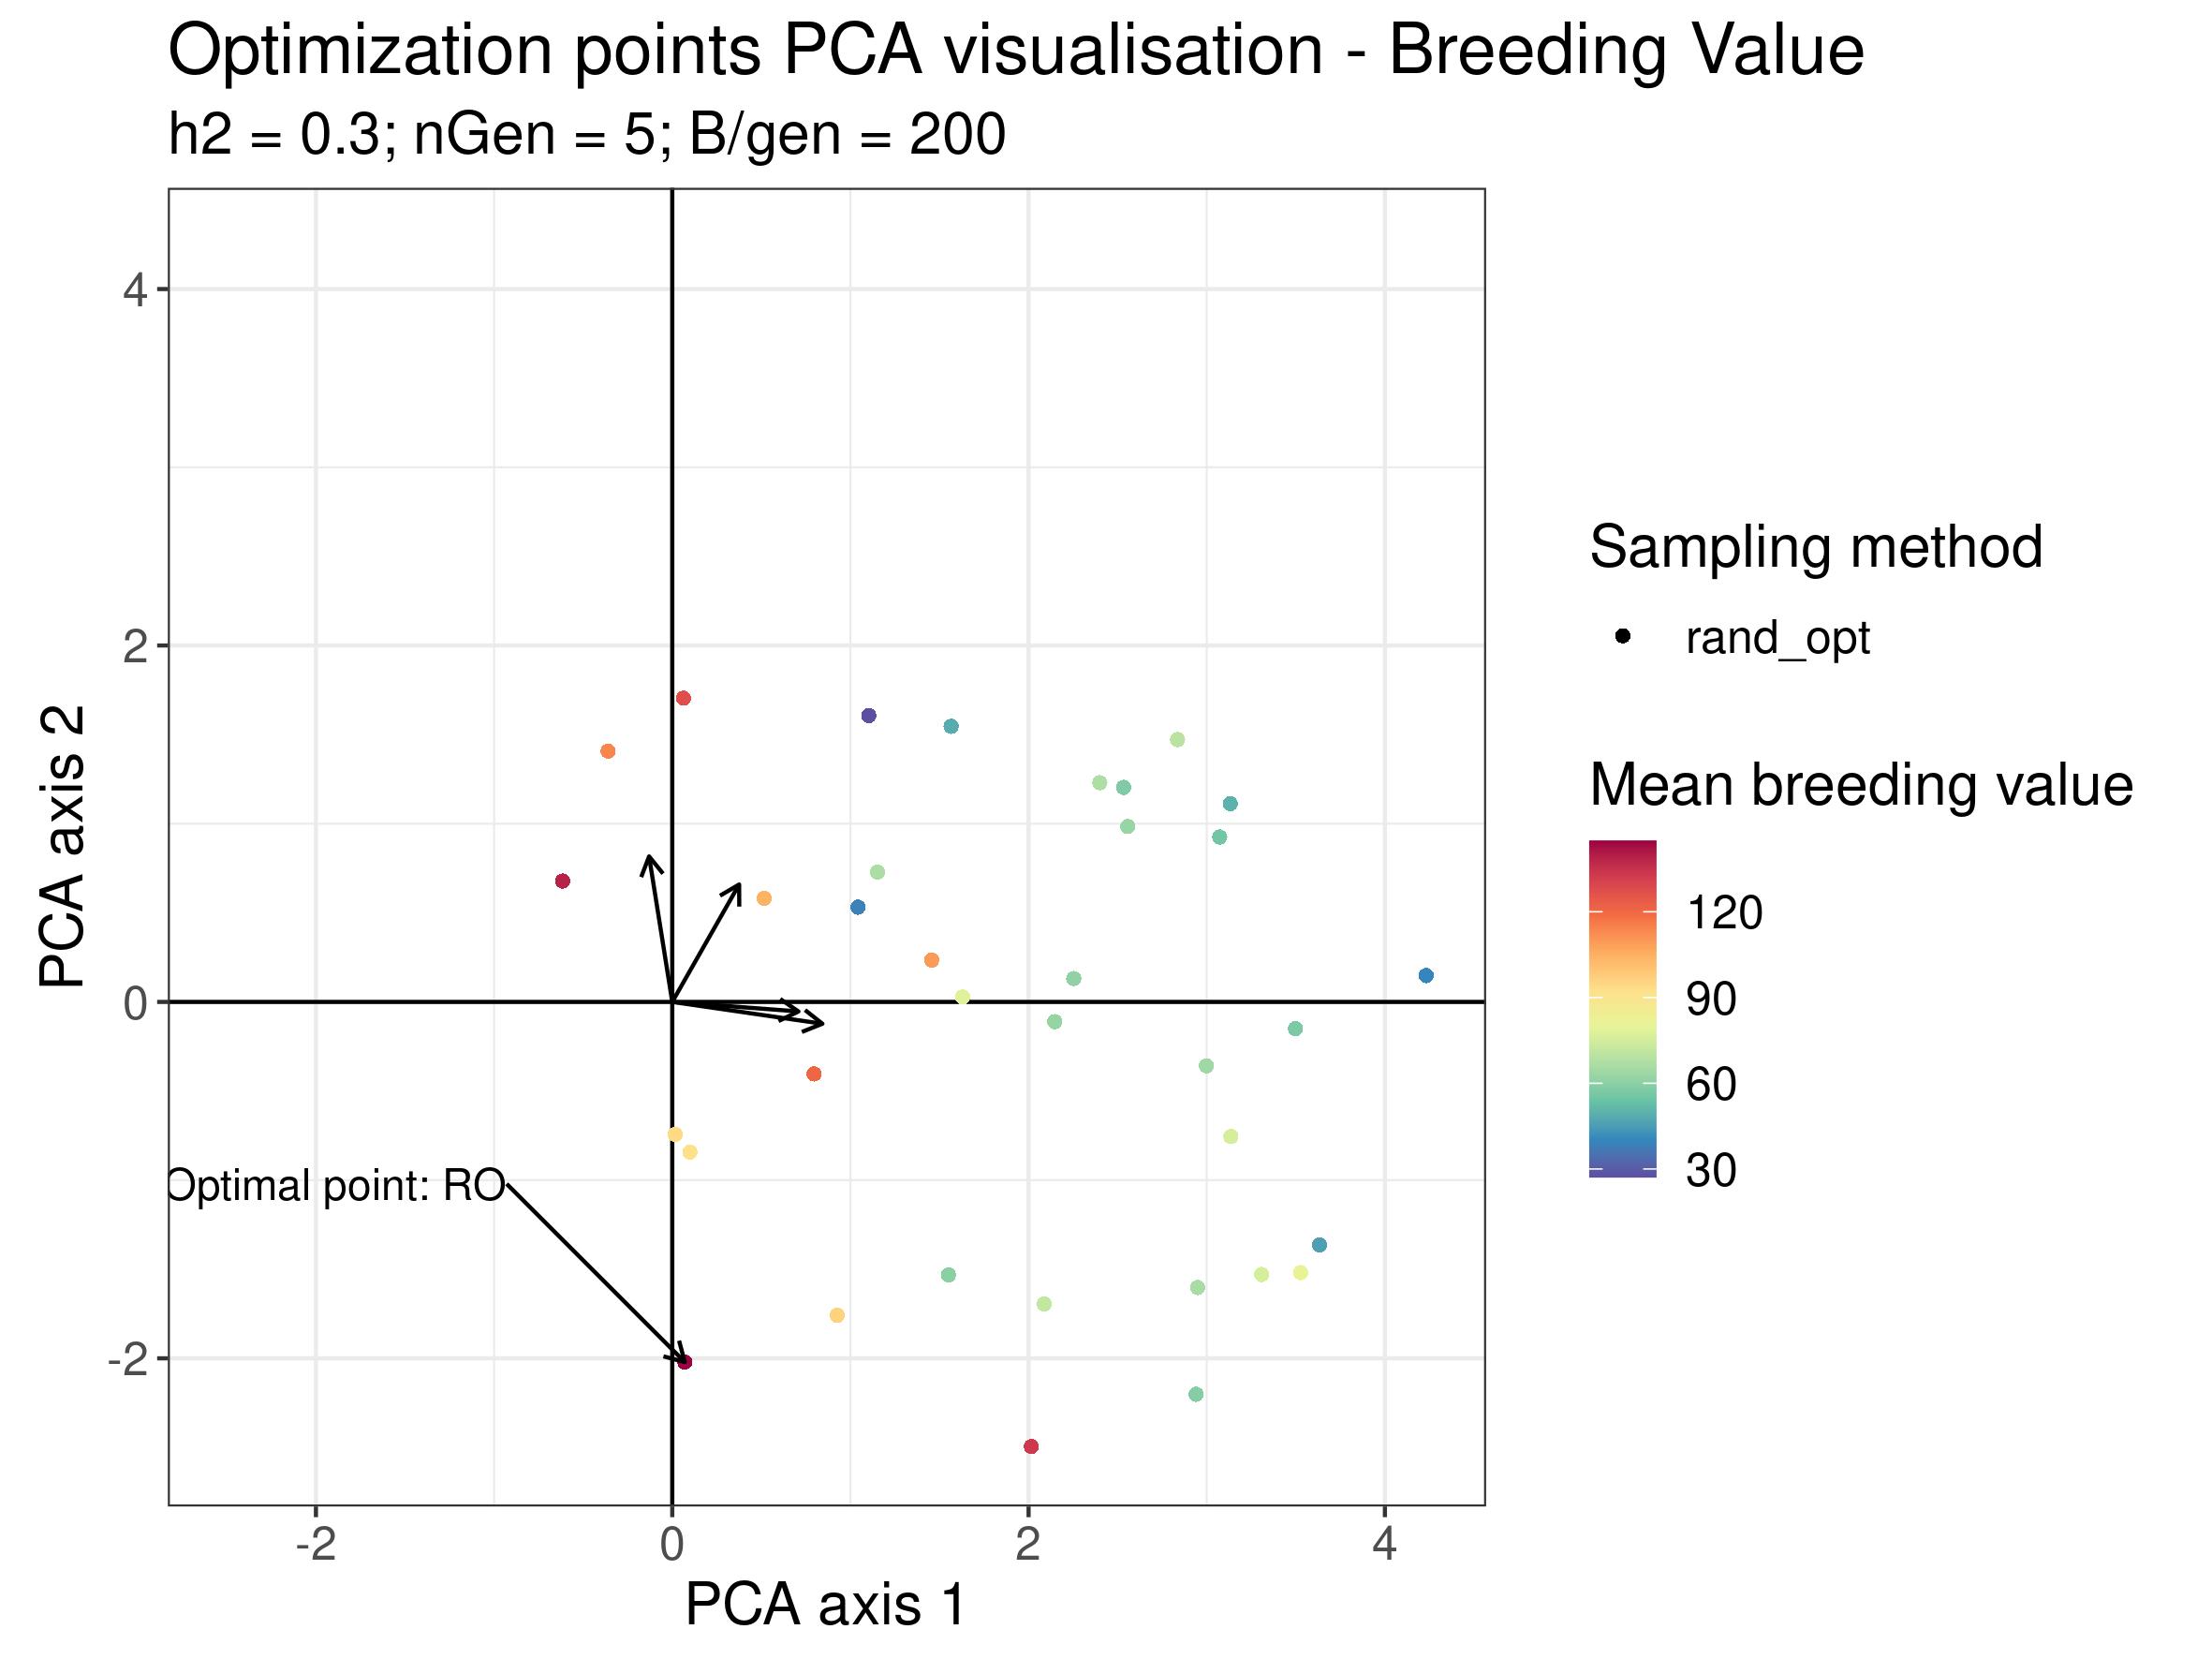 Optimization points PCA visualisation - Breeding Value
h2 = 0.3; nGen = 5; B/gen = 200
4
2
0
-2
PCA axis 2
Optimal point: RO
-2
0
2
4
PCA axis 1
Sampling method
rand_opt
Mean breeding value
120
90
60
30